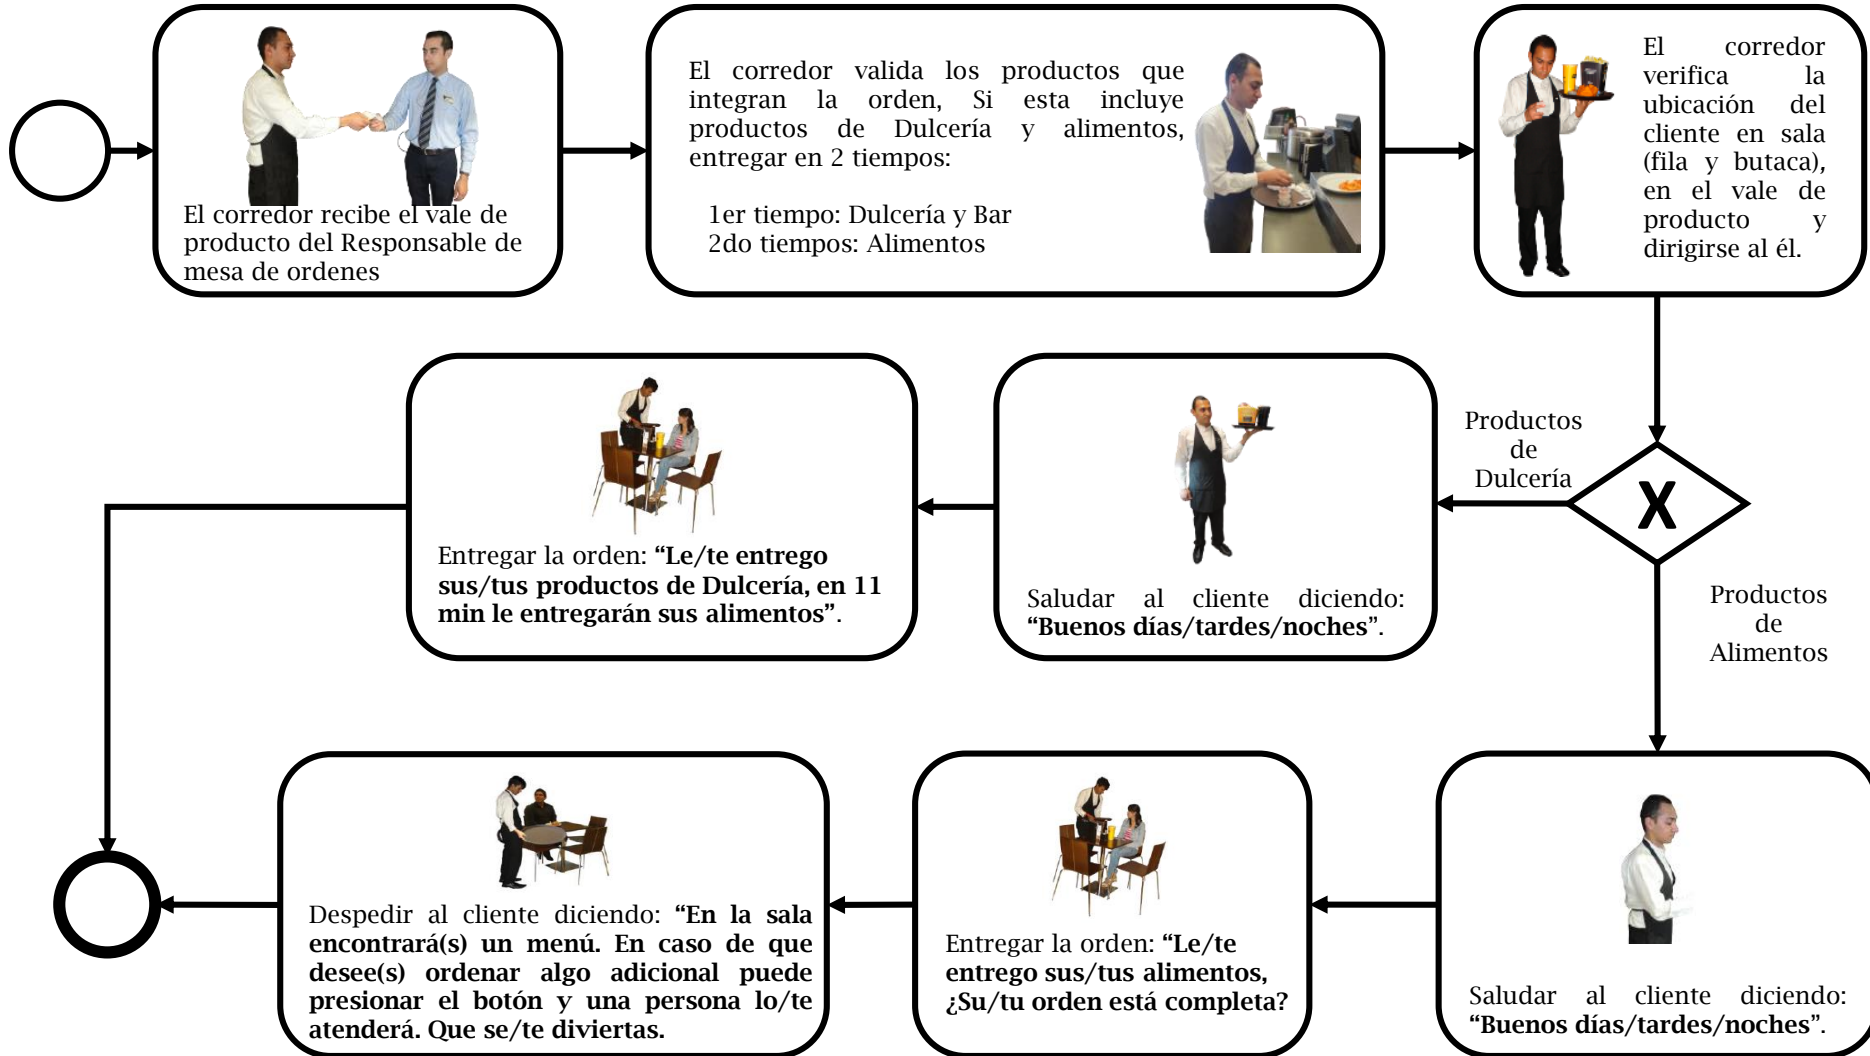 El corredor recibe el vale de
producto del Responsable de
mesa de ordenes
El corredor valida los productos que
integran la orden, Si esta incluye
productos de Dulcería y alimentos,
entregar en 2 tiempos:
1er tiempo: Dulcería y Bar
2do tiempos: Alimentos
El corredor
verifica la
ubicación del
cliente en sala
(fila y butaca),
en el vale de
producto y
dirigirse al él.
Productos
de
Dulcería
X
Productos
de
Alimentos
Saludar al cliente diciendo:
“Buenos días/tardes/noches”.
Entregar la orden: “Le/te entrego
sus/tus productos de Dulcería, en 11
min le entregarán sus alimentos”.
Saludar al cliente diciendo:
“Buenos días/tardes/noches”.
Entregar la orden: “Le/te
entrego sus/tus alimentos,
¿Su/tu orden está completa?
Despedir al cliente diciendo: “En la sala
encontrará(s) un menú. En caso de que
desee(s) ordenar algo adicional puede
presionar el botón y una persona lo/te
atenderá. Que se/te diviertas.